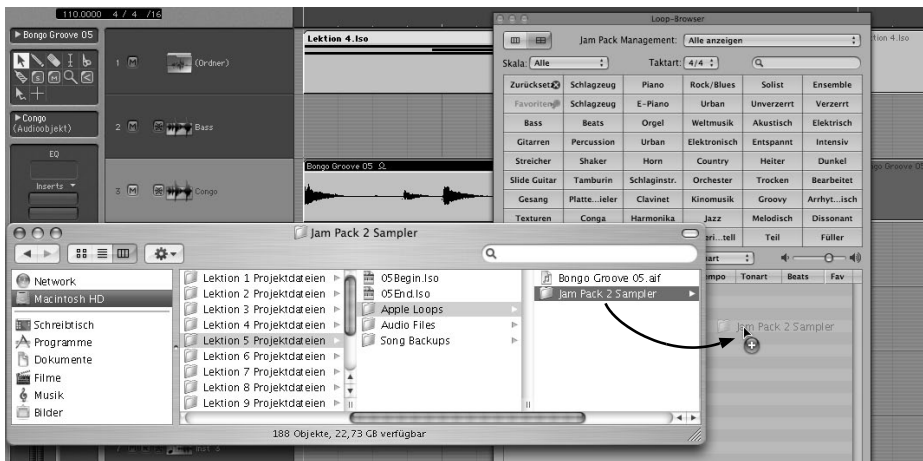 110.0000 4 / 4 /16
Bongo Groove 05
Congo
(Audioobjekt)
EQ
Inserts
1 M (Ordner)
2 M Bass
3 M Congo
Lektion 4.lso
Bongo Groove 05
Loop-Browser
Jam Pack Management: Alle anzeigen
Skala: Alle Taktart: 4/4
Zurücksetz Schlagzeug Piano Rock/Blues Solist Ensemble
Favoriten Schlagzeug E-Piano Urban Unverzerrt Verzerrt
Bass Beats Orgel Weltmusik Akustisch Elektrisch
Gitarren Percussion Urban Elektronisch Entspannt Intensiv
Streicher Shaker Horn Country Heiter Dunkel
Slide Guitar Tamburin Schlaginstr. Orchester Trocken Bearbeitet
Gesang Platte...ieler Clavinet Kinomusik Groovy Arrhyt...isch
Texturen Conga Harmonika Jazz Melodisch Dissonant
Teil Füller
Tonart Beats Fav
Jam Pack 2 Sampler
tion 4.lso
ngo Groove 05
Jam Pack 2 Sampler
Network
Macintosh HD
Schreibtisch
Programme
Dokumente
Filme
Musik
Bilder
Lektion 1 Projektdateien
Lektion 2 Projektdateien
Lektion 3 Projektdateien
Lektion 4 Projektdateien
Lektion 5 Projektdateien
Lektion 6 Projektdateien
Lektion 7 Projektdateien
Lektion 8 Projektdateien
Lektion 9 Projektdateien
05Begin.lso
05End.lso
Apple Loops
Audio Files
Song Backups
Bongo Groove 05.aif
Jam Pack 2 Sampler
188 Objekte, 22,73 GB verfügbar